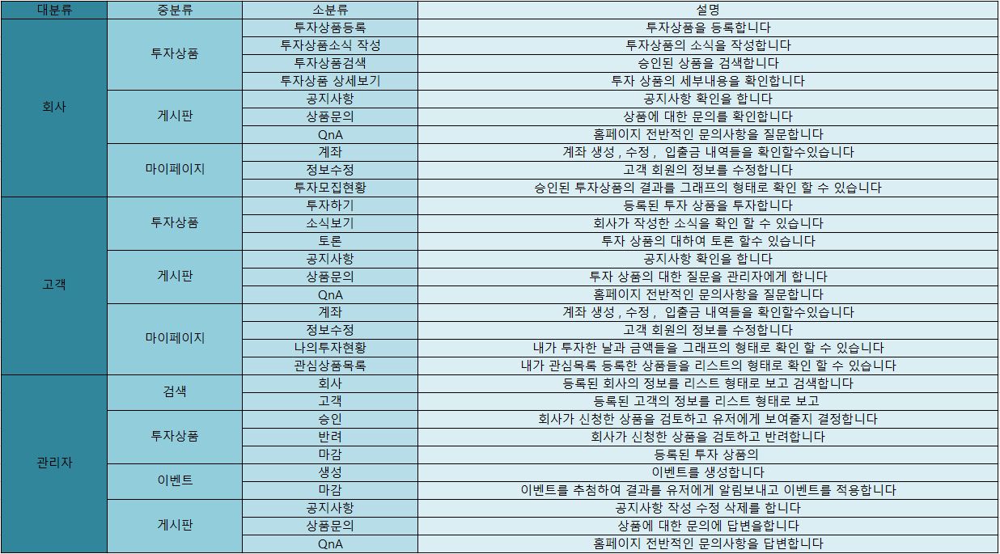 대분류 중분류 소분류 설명
회사 투자상품 투자상품등록 투자상품을 등록합니다
투자상품소식 작성 투자상품의 소식을 작성합니다
투자상품검색 승인된 상품을 검색합니다
투자상품 상세보기 투자 상품의 세부내용을 확인합니다
게시판 공지사항 공지사항 확인을 합니다
상품문의 상품에 대한 문의를 확인합니다
QnA 홈페이지 전반적인 문의사항을 질문합니다
마이페이지 계좌 계좌 생성 , 수정 , 입출금 내역들을 확인할수있습니다
정보수정 고객 회원의 정보를 수정합니다
투자모집현황 승인된 투자상품의 결과를 그래프의 형태로 확인 할 수 있습니다
고객 투자상품 투자하기 등록된 투자 상품을 투자합니다
소식보기 회사가 작성한 소식을 확인 할 수 있습니다
토론 투자 상품의 대하여 토론 할수 있습니다
게시판 공지사항 공지사항 확인을 합니다
상품문의 투자 상품의 대한 질문을 관리자에게 합니다
QnA 홈페이지 전반적인 문의사항을 질문합니다
마이페이지 계좌 계좌 생성 , 수정 , 입출금 내역들을 확인할수있습니다
정보수정 고객 회원의 정보를 수정합니다
나의투자현황 내가 투자한 날과 금액들을 그래프의 형태로 확인 할 수 있습니다
관심상품목록 내가 관심목록 등록한 상품들을 리스트의 형태로 확인 할 수 있습니다
관리자 검색 회사 등록된 회사의 정보를 리스트 형태로 보고 검색합니다
고객 등록된 고객의 정보를 리스트 형태로 보고
투자상품 승인 회사가 신청한 상품을 검토하고 유저에게 보여줄지 결정합니다
반려 회사가 신청한 상품을 검토하고 반려합니다
마감 등록된 투자 상품의
이벤트 생성 이벤트를 생성합니다
마감 이벤트를 추첨하여 결과를 유저에게 알림보내고 이벤트를 적용합니다
게시판 공지사항 공지사항 작성 수정 삭제를 합니다
상품문의 상품에 대한 문의에 답변을합니다
QnA 홈페이지 전반적인 문의사항을 답변합니다